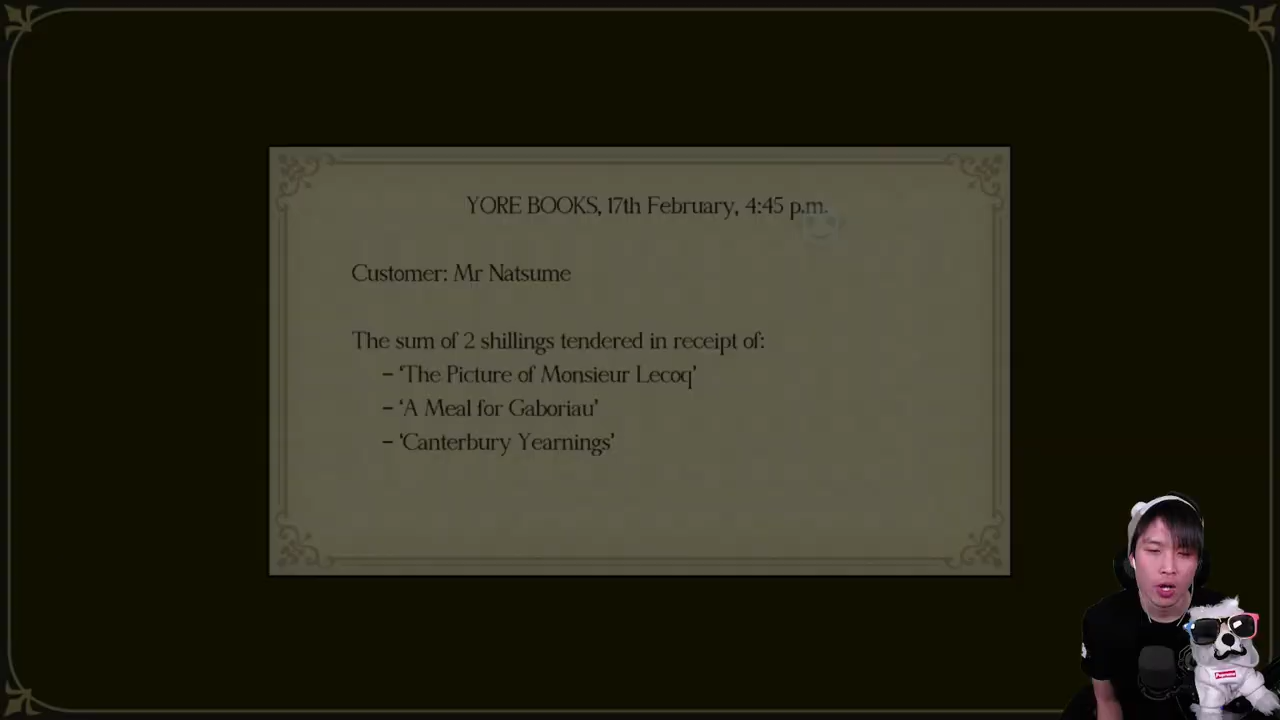 YORE BOOKS, 17th February, 4:45 p.m.
Customer: Mr Natsume
The sum of 2 shillings tendered in receipt of:
– 'The Picture of Monsieur Lecoq'
– 'A Meal for Gaboriau'
– 'Canterbury Yearnings'
Supreme